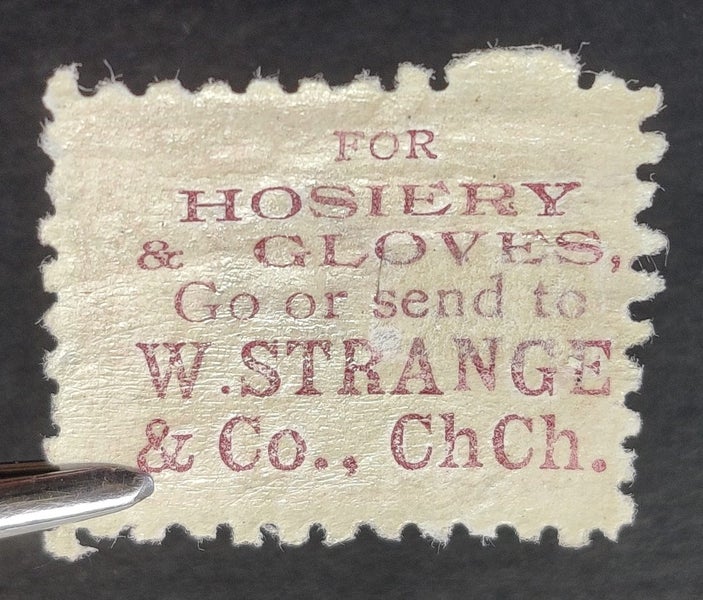 FOR
HOSIERY
& GLOVES,
Go or send to
W. STRANGE
& Co., ChCh.